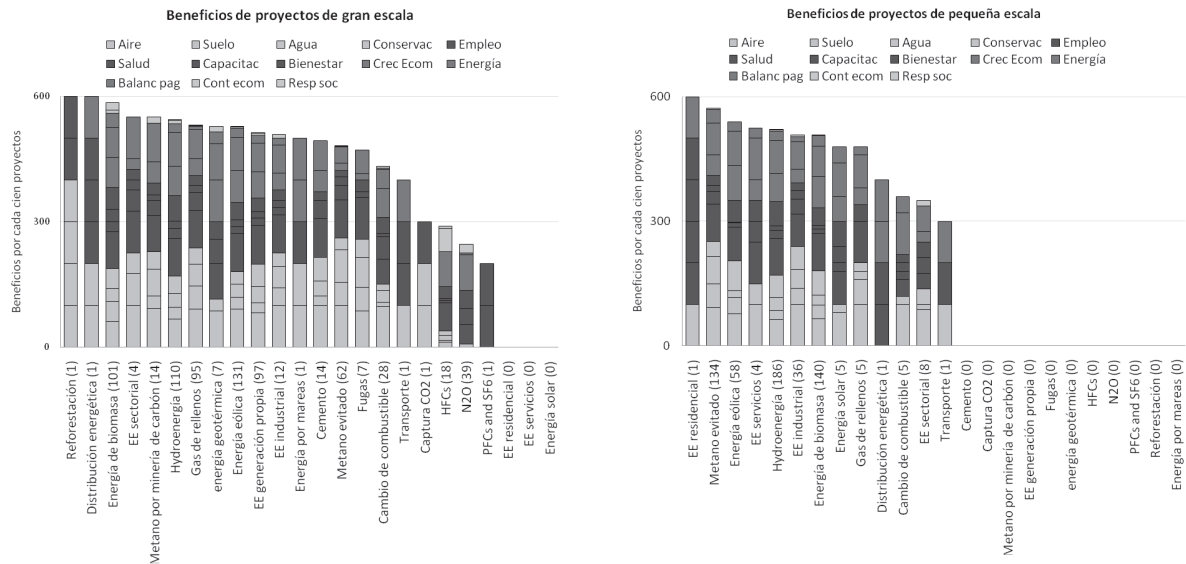 Beneficios de proyectos de gran escala
Aire Suelo Agua Conservac Empleo
Salud Capacitac Bienestar Crec Ecom Energía
Balanc pag Cont ecom Resp soc
Beneficios por cada cien proyectos
600
300
0
Reforestación (1)
Distribución energética (1)
Energía de biomasa (101)
EE sectorial (4)
Metano por minería de carbón (14)
Hydroenergía (110)
Gas de rellenos (95)
energía geotérmica (7)
Energía eólica (131)
EE generación propia (97)
EE industrial (12)
Energía por mareas (1)
Cemento (14)
Metano evitado (62)
Fugas (7)
Cambio de combustible (28)
Transporte (1)
Captura CO2 (1)
HFCs (18)
N2O (39)
PFCs and SF6 (1)
EE residencial (0)
EE servicios (0)
Energía solar (0)
Beneficios de proyectos de pequeña escala
Aire Suelo Agua Conservac Empleo
Salud Capacitac Bienestar Crec Ecom Energía
Balanc pag Cont ecom Resp soc
Beneficios por cada cien proyectos
600
300
0
EE residencial (1)
Metano evitado (134)
Energía eólica (58)
EE servicios (4)
Hydroenergía (186)
EE industrial (36)
Energía de biomasa (140)
Energía solar (5)
Gas de rellenos (5)
Distribución energética (1)
Cambio de combustible (5)
EE sectorial (8)
Transporte (1)
Cemento (0)
Captura CO2 (0)
Metano por minería de carbón (0)
EE generación propia (0)
Fugas (0)
energía geotérmica (0)
HFCs (0)
N2O (0)
PFCs and SF6 (0)
Reforestación (0)
Energía por mareas (0)